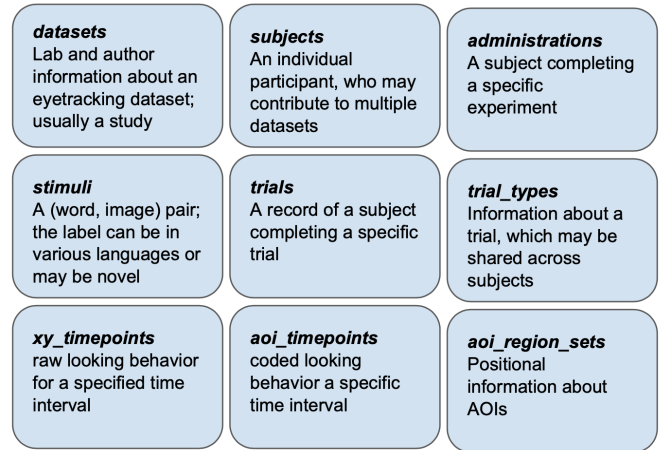 datasets
Lab and author
information about an
eyetracking dataset;
usually a study
subjects
An individual
participant, who may
contribute to multiple
datasets
administrations
A subject completing
a specific
experiment
stimuli
A (word, image) pair;
the label can be in
various languages or
may be novel
trials
A record of a subject
completing a specific
trial
trial_types
Information about a
trial, which may be
shared across
subjects
xy_timepoints
raw looking behavior
for a specified time
interval
aoi_timepoints
coded looking
behavior a specific
time interval
aoi_region_sets
Positional
information about
AOIs